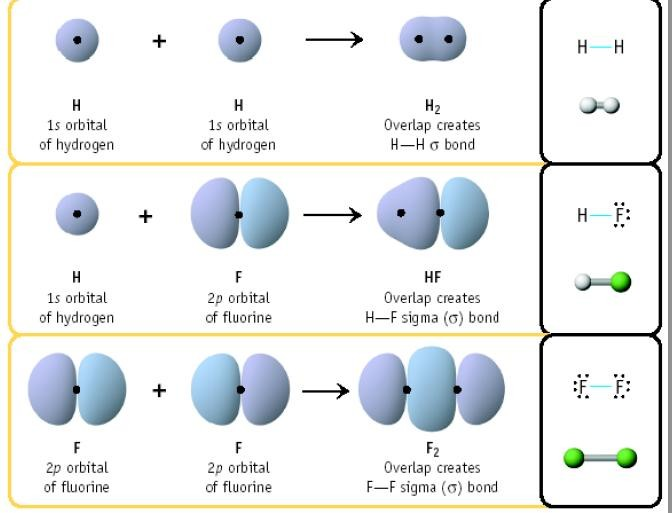 +
H—H
H
H
H₂
1s orbital
1s orbital
Overlap creates
of hydrogen
of hydrogen
H—H σ bond
+
H—F
H
F
HF
1s orbital
2p orbital
Overlap creates
of hydrogen
of fluorine
H—F sigma (σ) bond
+
F—F
F
F
F₂
2p orbital
2p orbital
Overlap creates
of fluorine
of fluorine
F—F sigma (σ) bond